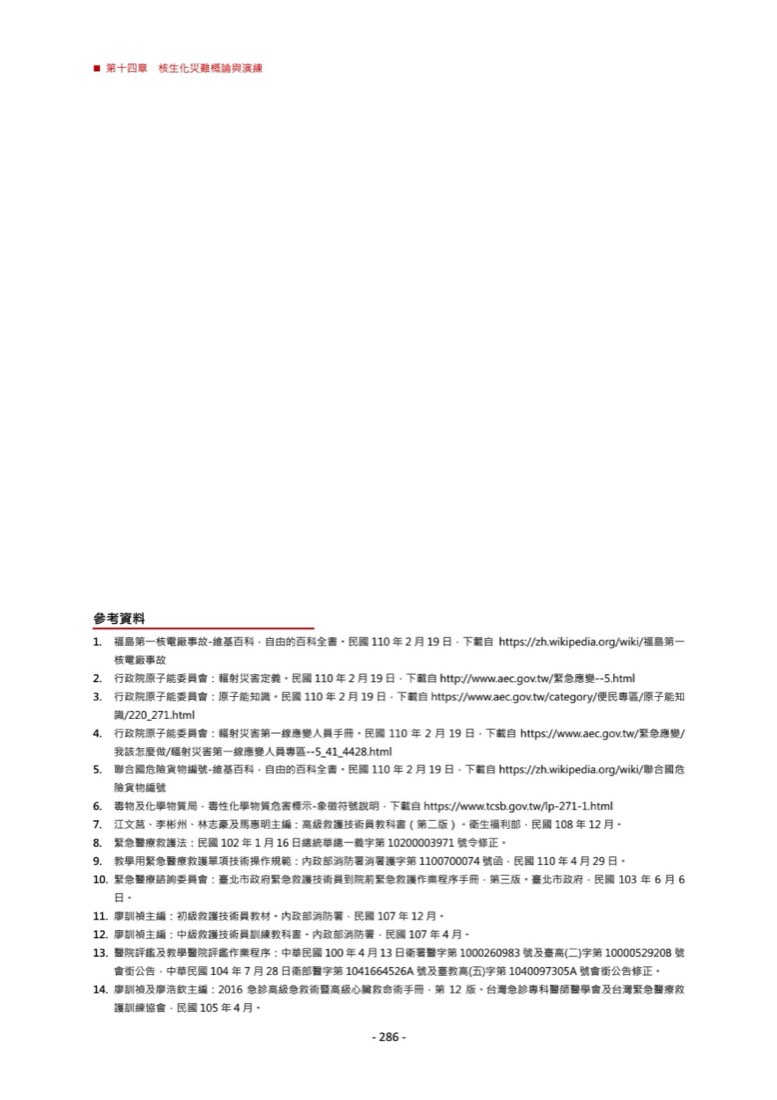 ■ 第十四章 核生化災難概論與演練
參考資料
1. 福島第一核電廠事故-維基百科，自由的百科全書。民國 110 年 2 月 19 日，下載自 https://zh.wikipedia.org/wiki/福島第一
核電廠事故
2. 行政院原子能委員會：輻射災害定義。民國 110 年 2 月 19 日，下載自 http://www.aec.gov.tw/緊急應變--5.html
3. 行政院原子能委員會：原子能知識。民國 110 年 2 月 19 日，下載自 https://www.aec.gov.tw/category/便民專區/原子能知
識/220_271.html
4. 行政院原子能委員會：輻射災害第一線應變人員手冊。民國 110 年 2 月 19 日，下載自 https://www.aec.gov.tw/緊急應變/
我該怎麼做/輻射災害第一線應變人員專區--5_41_4428.html
5. 聯合國危險貨物編號-維基百科，自由的百科全書。民國 110 年 2 月 19 日，下載自 https://zh.wikipedia.org/wiki/聯合國危
險貨物編號
6. 毒物及化學物質局，毒性化學物質危害標示-象徵符號說明，下載自 https://www.tcsb.gov.tw/lp-271-1.html
7. 江文莒、李彬州、林志豪及馬惠明主編：高級救護技術員教科書（第二版）。衛生福利部，民國 108 年 12 月。
8. 緊急醫療救護法：民國 102 年 1 月 16 日總統華總一義字第 10200003971 號令修正。
9. 教學用緊急醫療救護單項技術操作規範：內政部消防署消署護字第 1100700074 號函，民國 110 年 4 月 29 日。
10. 緊急醫療諮詢委員會：臺北市政府緊急救護技術員到院前緊急救護作業程序手冊，第三版。臺北市政府，民國 103 年 6 月 6
日。
11. 廖訓禎主編：初級救護技術員教材。內政部消防署，民國 107 年 12 月。
12. 廖訓禎主編：中級救護技術員訓練教科書。內政部消防署，民國 107 年 4 月。
13. 醫院評鑑及教學醫院評鑑作業程序：中華民國 100 年 4 月 13 日衛署醫字第 1000260983 號及臺高(二)字第 1000052920B 號
會銜公告，中華民國 104 年 7 月 28 日衛部醫字第 1041664526A 號及臺教高(五)字第 1040097305A 號會銜公告修正。
14. 廖訓禎及廖浩欽主編：2016 急診高級急救術暨高級心臟救命術手冊，第 12 版。台灣急診專科醫師醫學會及台灣緊急醫療救
護訓練協會，民國 105 年 4 月。
- 286 -